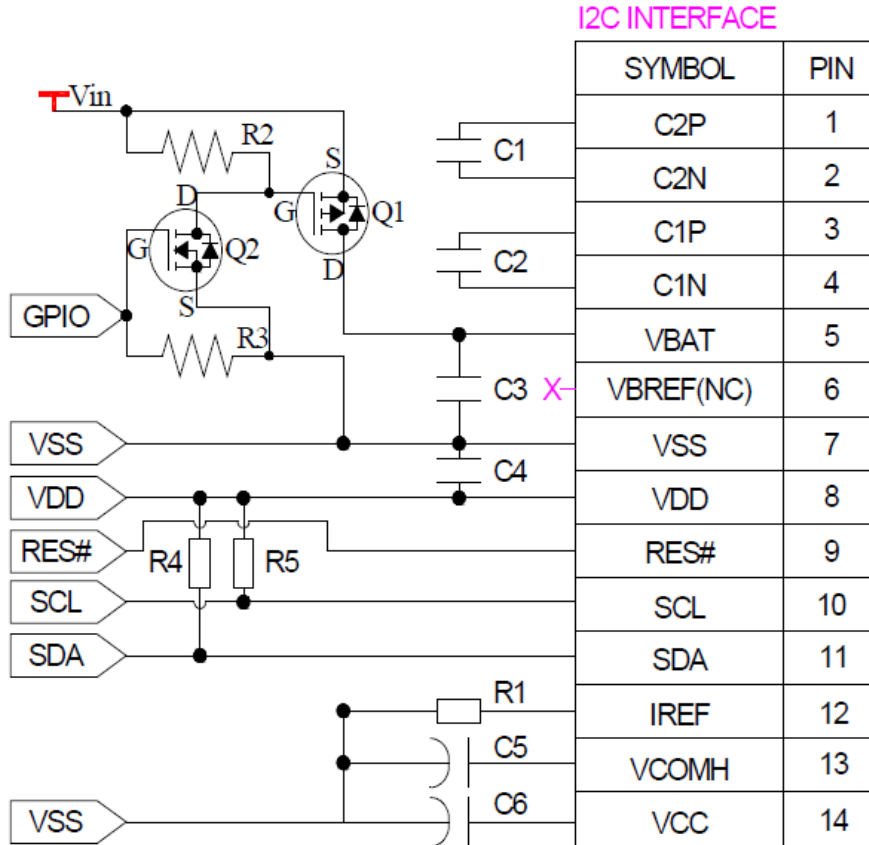 I2C INTERFACE
SYMBOL PIN
Vin
R2
S
C1
C2P 1
C2N 2
D
G
Q1
G
Q2
C2
C1P 3
D
S
C1N 4
GPIO
R3
VBAT 5
C3
X
VBREF(NC) 6
VSS
VSS 7
C4
VDD
VDD 8
RES#
R4
R5
RES# 9
SCL
SCL 10
SDA
SDA 11
R1
IREF 12
C5
VCOMH 13
C6
VSS
VCC 14